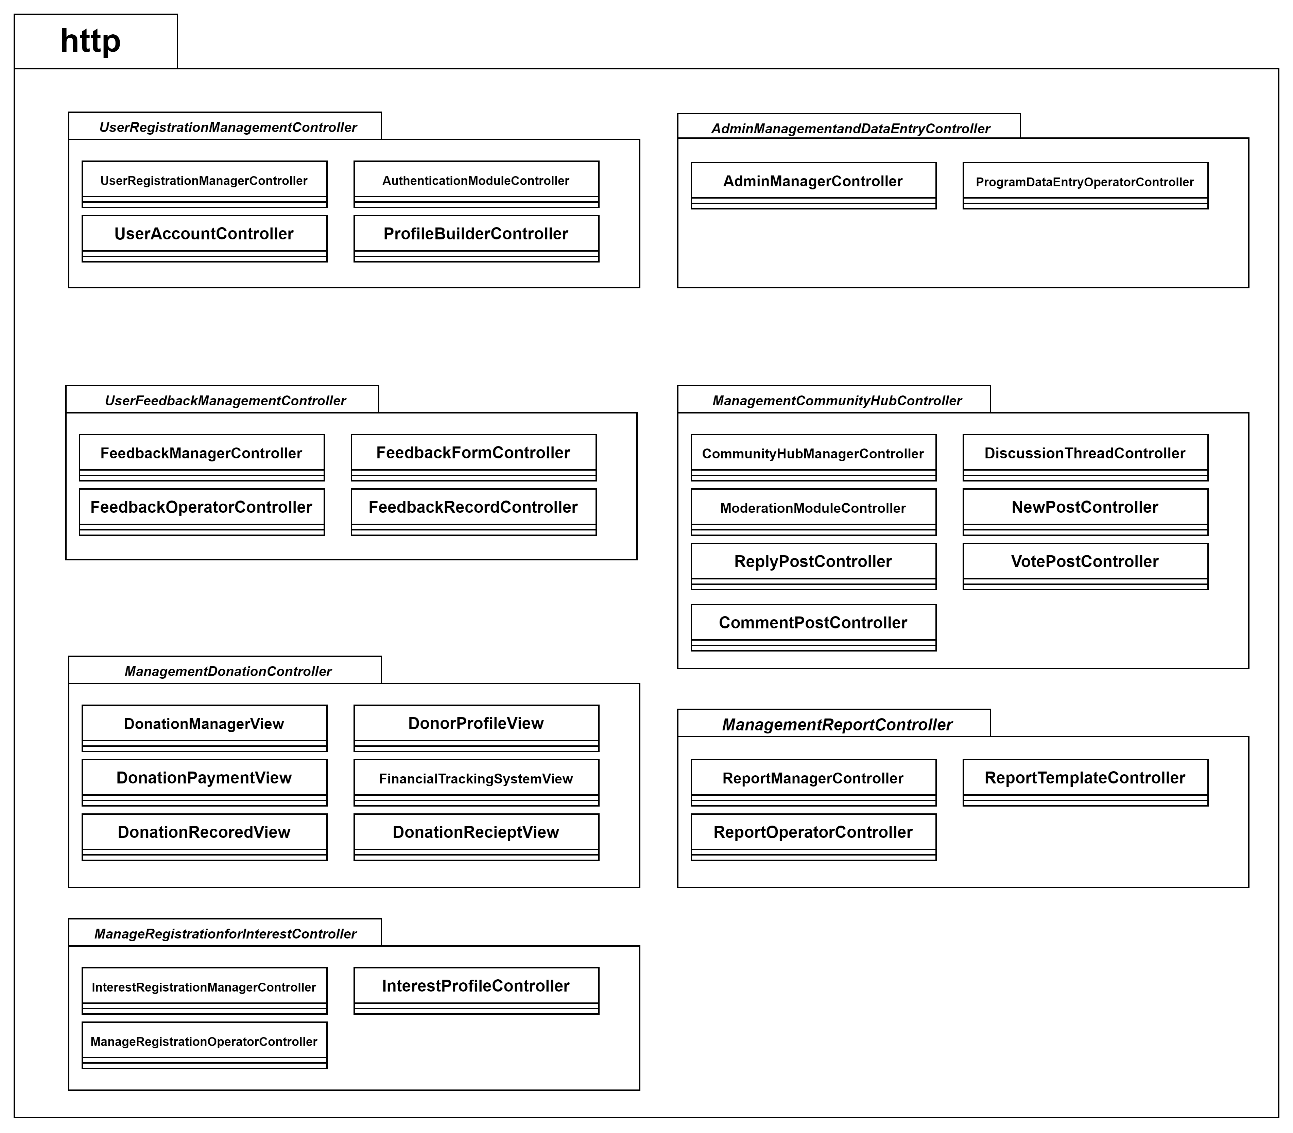 http
UserRegistrationManagementController
UserRegistrationManagerController
AuthenticationModuleController
UserAccountController
ProfileBuilderController
AdminManagementandDataEntryController
AdminManagerController
ProgramDataEntryOperatorController
UserFeedbackManagementController
FeedbackManagerController
FeedbackFormController
FeedbackOperatorController
FeedbackRecordController
ManagementCommunityHubController
CommunityHubManagerController
DiscussionThreadController
ModerationModuleController
NewPostController
ReplyPostController
VotePostController
CommentPostController
ManagementDonationController
DonationManagerView
DonorProfileView
DonationPaymentView
FinancialTrackingSystemView
DonationRecoredView
DonationRecieptView
ManagementReportController
ReportManagerController
ReportTemplateController
ReportOperatorController
ManageRegistrationforInterestController
InterestRegistrationManagerController
InterestProfileController
ManageRegistrationOperatorController